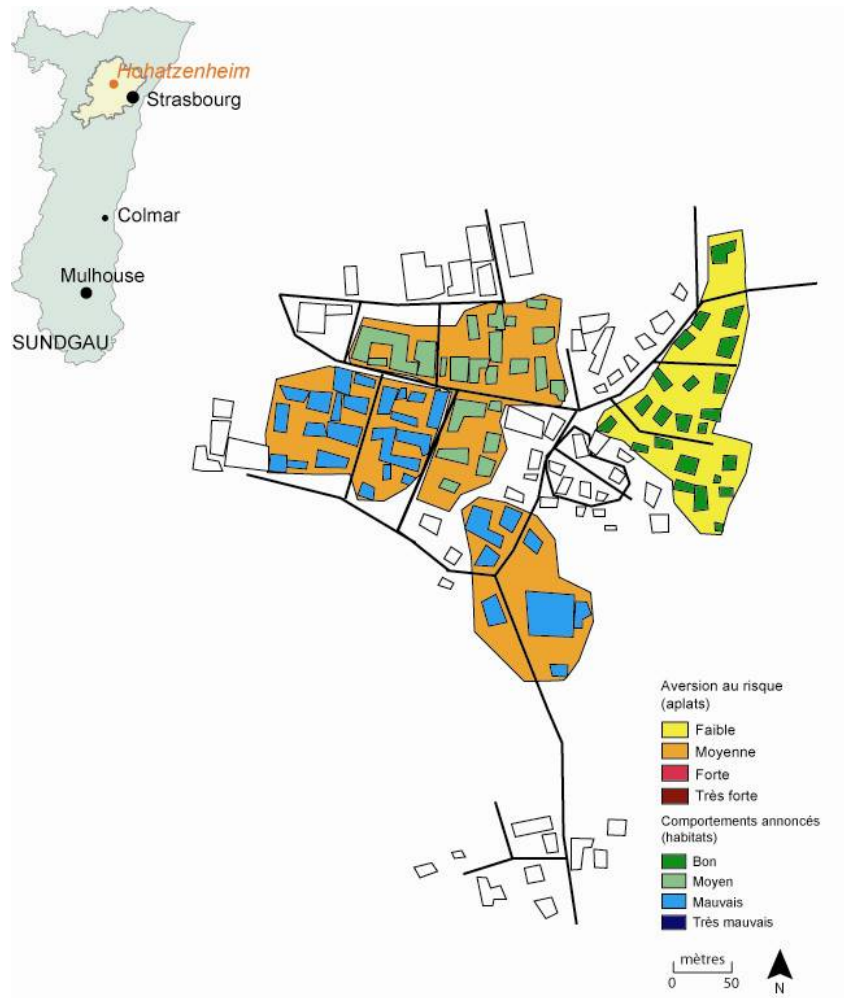 Hohatzenheim
Strasbourg
Colmar
Mulhouse
SUNDGAU
Aversion au risque
(aplats)
Faible
Moyenne
Forte
Très forte
Comportements annoncés
(habitats)
Bon
Moyen
Mauvais
Très mauvais
mètres
0 50
N